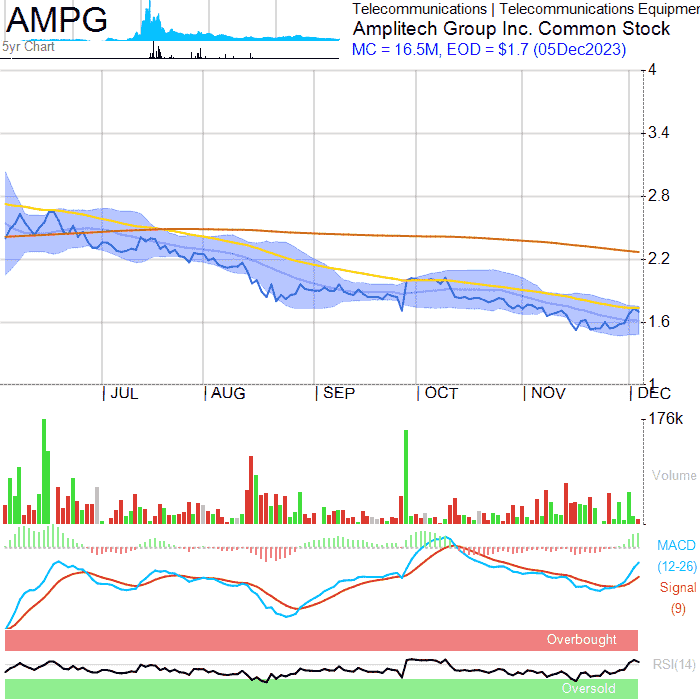 AMPG
5yr Chart
Telecommunications | Telecommunications Equipmen
Amplitech Group Inc. Common Stock
MC = 16.5M, EOD = $1.7 (05Dec2023)
4
3.4
2.8
2.2
1.6
1
JUL AUG SEP OCT NOV DEC
176k
Volume
MACD
(12-26)
Signal
(9)
Overbought
RSI(14)
Oversold